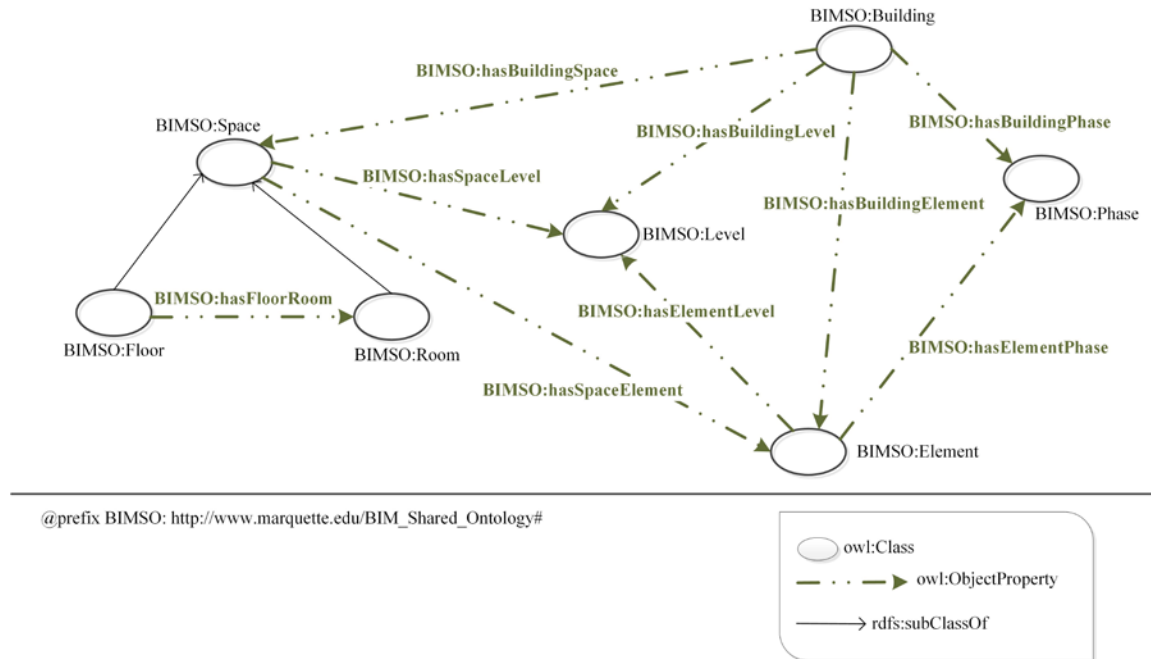 BIMSO:Building
BIMSO:hasBuildingSpace
BIMSO:Space
BIMSO:hasBuildingLevel
BIMSO:hasBuildingPhase
BIMSO:hasSpaceLevel
BIMSO:hasBuildingElement
BIMSO:Phase
BIMSO:Level
BIMSO:hasFloorRoom
BIMSO:hasElementLevel
BIMSO:Floor
BIMSO:Room
BIMSO:hasElementPhase
BIMSO:hasSpaceElement
BIMSO:Element
@prefix BIMSO: http://www.marquette.edu/BIM_Shared_Ontology#
owl:Class
owl:ObjectProperty
rdfs:subClassOf